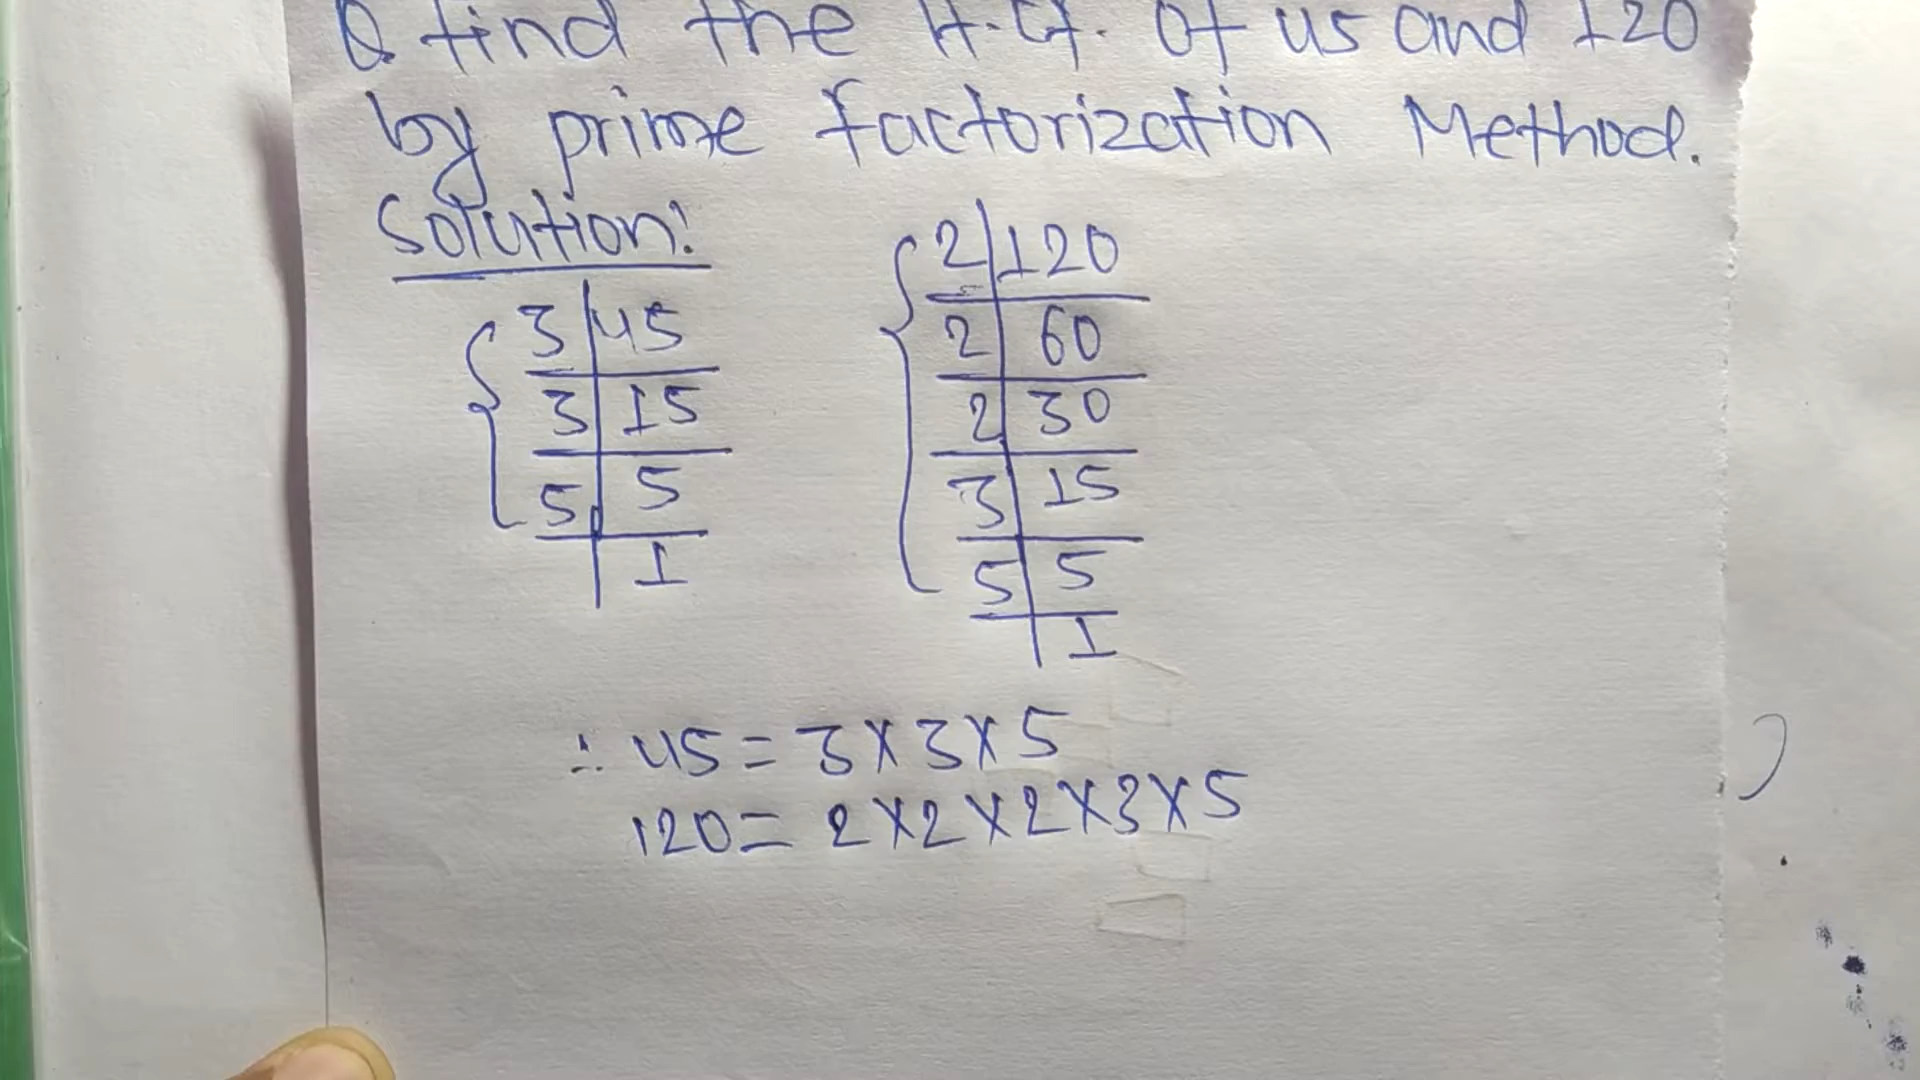 Q find the H.C.f. of 45 and 120
by prime factorization Method.
Solution:
3 45
3 15
5 5
1
2 120
2 60
2 30
3 15
5 5
1
∴ 45 = 3×3×5
120 = 2×2×2×3×5